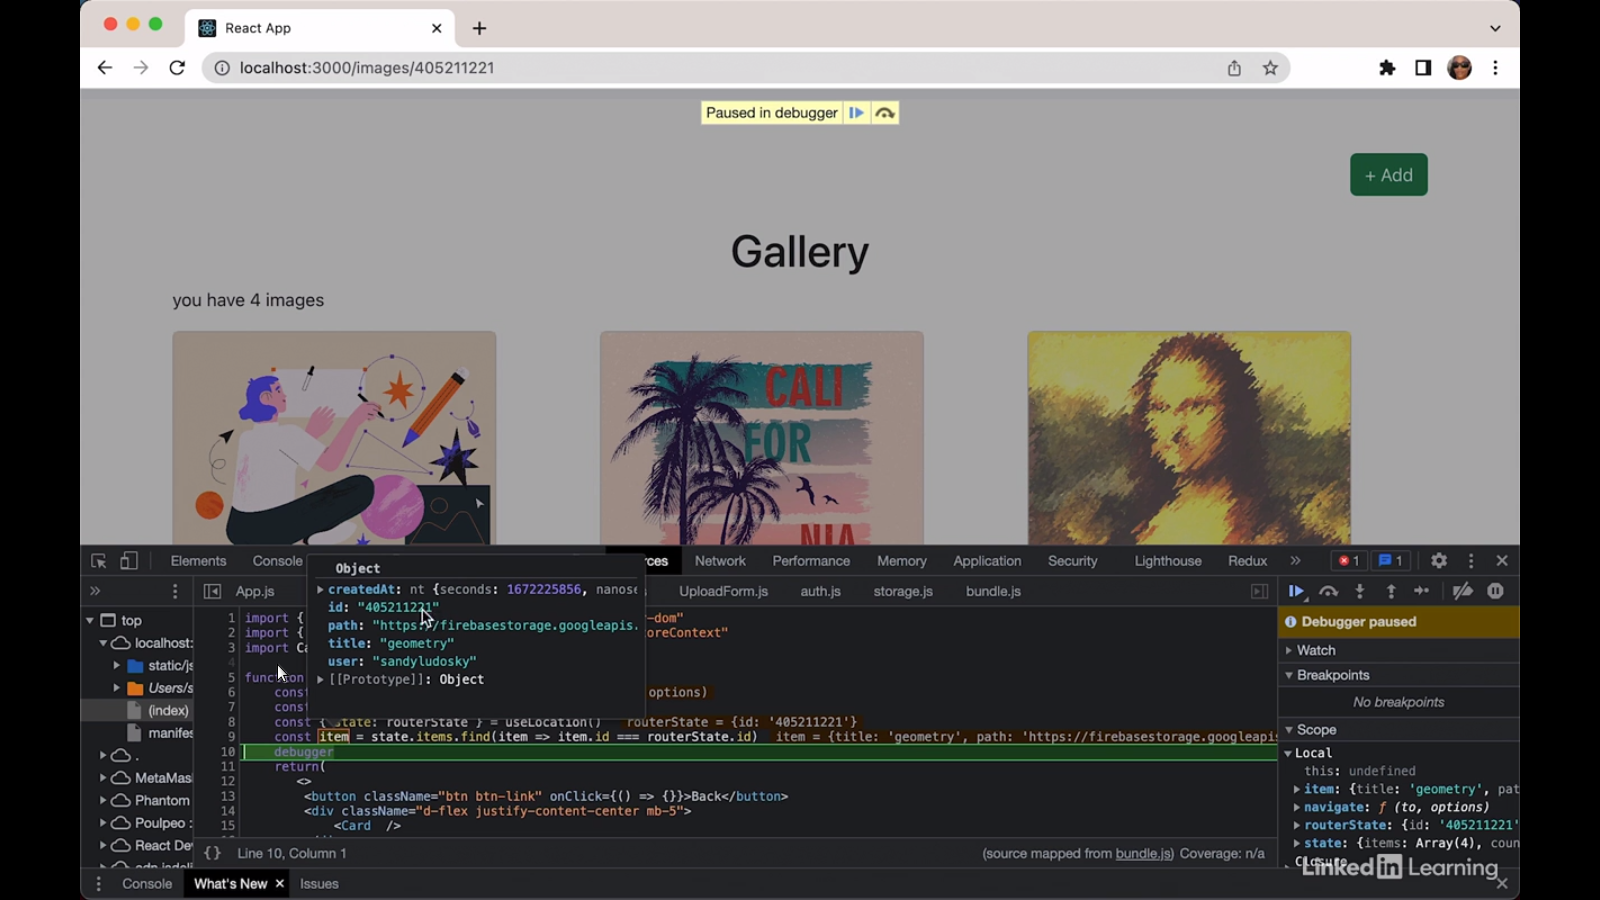 React App
localhost:3000/images/405211221
Paused in debugger
+ Add
Gallery
you have 4 images
CALI
FOR
NIA
Elements
Console
rces
Network
Performance
Memory
Application
Security
Lighthouse
Redux
»
1
1
»
App.js
UploadForm.js
auth.js
storage.js
bundle.js
Object
createdAt: nt {seconds: 1672225856, nanose
id: "405211221"
path: "https://firebasestorage.googleapis.
title: "geometry"
user: "sandyludosky"
[[Prototype]]: Object
top
localhost:
static/js
Users/s
(index)
manifes
.
MetaMas
Phantom
Poulpeo :
React De
1 import { -dom"
2 import { oreContext"
3 import Ca
4
5 function
6 const options)
7 const
8 const { state: routerState } = useLocation() routerState = {id: '405211221'}
9 const item = state.items.find(item => item.id === routerState.id) item = {title: 'geometry', path: 'https://firebasestorage.googleapis
10 debugger
11 return(
12 <>
13 <button className="btn btn-link" onClick={() => {}}>Back</button>
14 <div className="d-flex justify-content-center mb-5">
15 <Card />
{} Line 10, Column 1
(source mapped from bundle.js) Coverage: n/a
Debugger paused
Watch
Breakpoints
No breakpoints
Scope
Local
this: undefined
item: {title: 'geometry', pat
navigate: ƒ (to, options)
routerState: {id: '405211221'
state: {items: Array(4), coun
Closure
LinkedIn Learning
Console
What's New
Issues